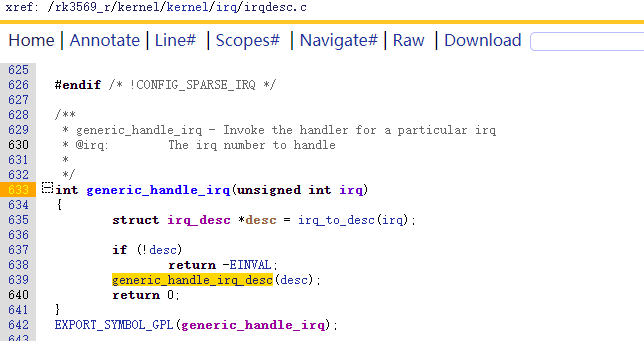 xref: /rk3569_r/kernel/kernel/irq/irqdesc.c
Home | Annotate | Line# | Scopes# | Navigate# | Raw | Download
625
626 #endif /* !CONFIG_SPARSE_IRQ */
627
628 /**
629  * generic_handle_irq - Invoke the handler for a particular irq
630  * @irq:        The irq number to handle
631  *
632  */
633 int generic_handle_irq(unsigned int irq)
634 {
635         struct irq_desc *desc = irq_to_desc(irq);
636
637         if (!desc)
638                 return -EINVAL;
639         generic_handle_irq_desc(desc);
640         return 0;
641 }
642 EXPORT_SYMBOL_GPL(generic_handle_irq);
643